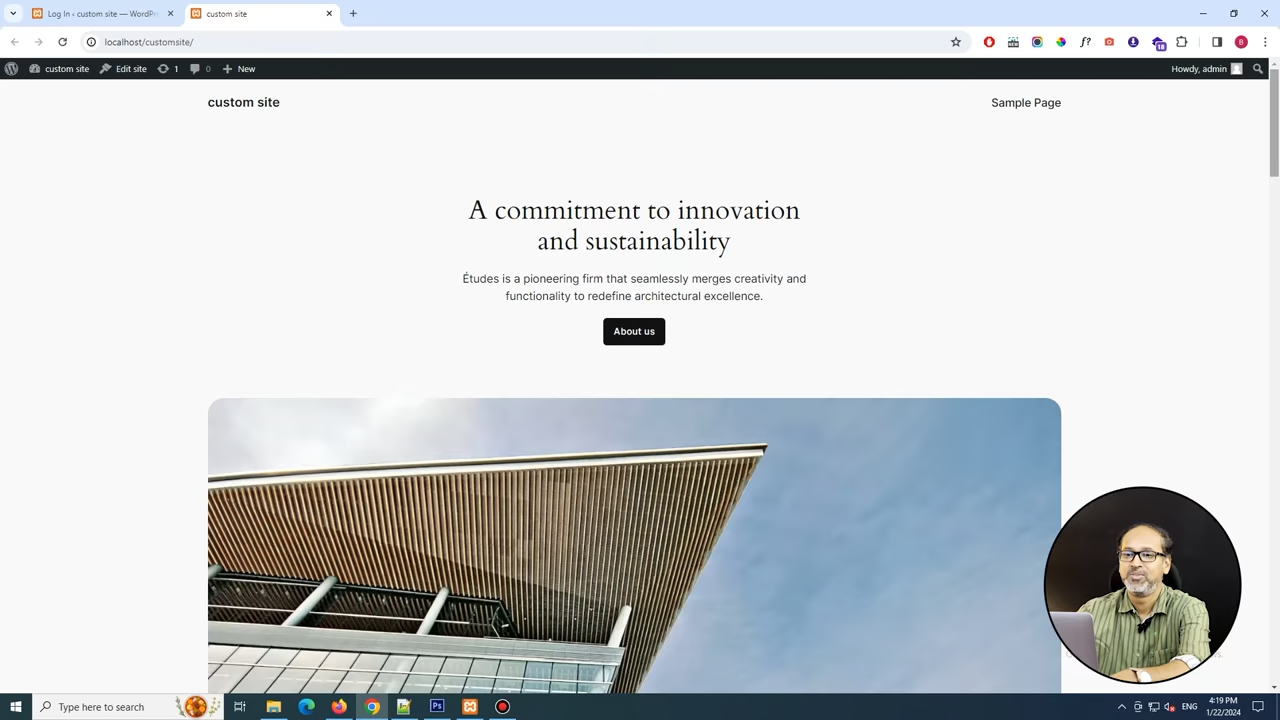 Log In ‹ custom site — WordPr
custom site
localhost/customsite/
18
B
custom site
Edit site
1
0
New
Howdy, admin
custom site
Sample Page
A commitment to innovation
and sustainability
Études is a pioneering firm that seamlessly merges creativity and
functionality to redefine architectural excellence.
About us
Type here to search
ENG
4:19 PM
1/22/2024